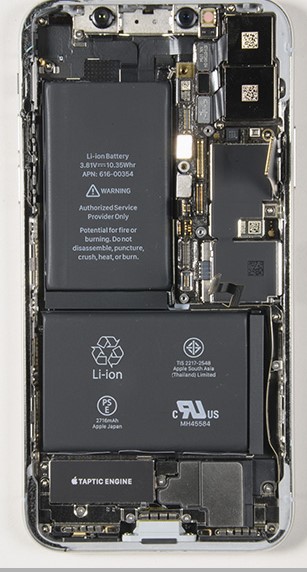 Li-ion Battery
3.81V 10.35Whr
APN: 616-00354
WARNING
Authorized Service
Provider Only
Potential for fire or
burning. Do not
disassemble, puncture,
crush, heat, or burn.
Li-ion
TIS 2217-2548
Apple South Asia
(Thailand) Limited
PS
E
2716mAh
Apple Japan
c RU US
MH45584
TAPTIC ENGINE